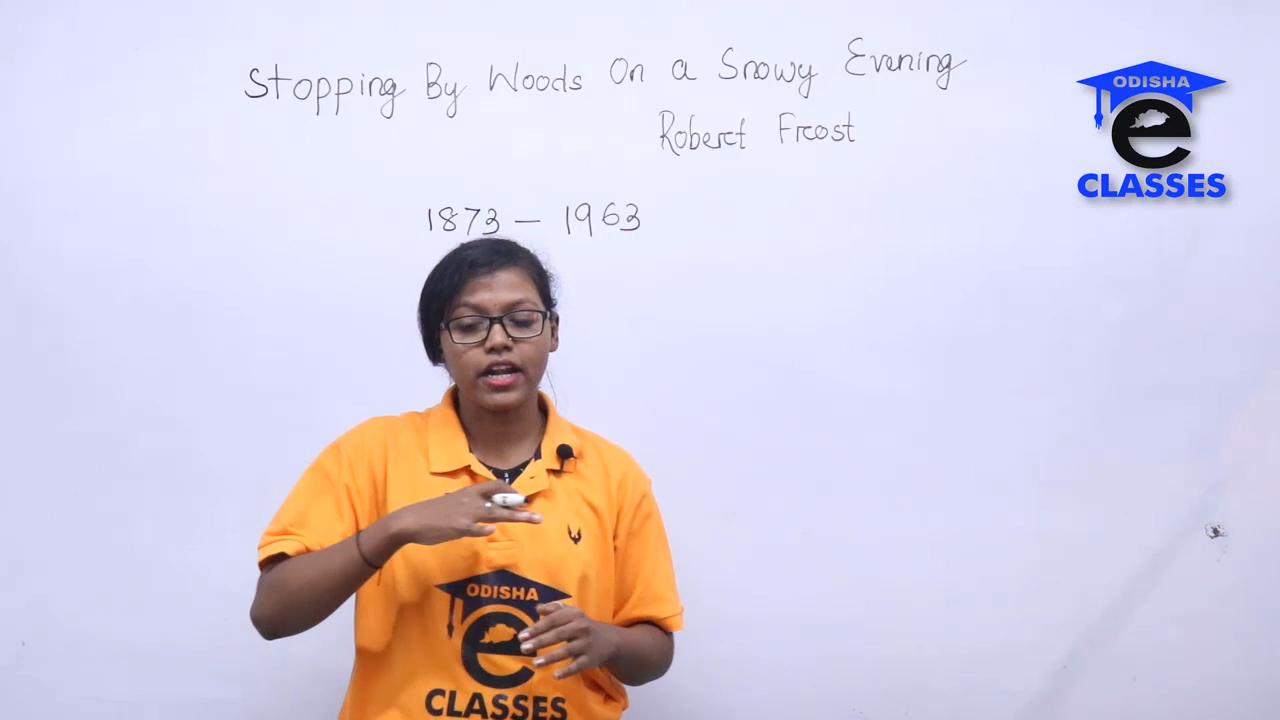 Stopping By Woods On a Snowy Evening
Robert Frost
1873 – 1963
ODISHA
e
CLASSES
ODISHA
e
CLASSES